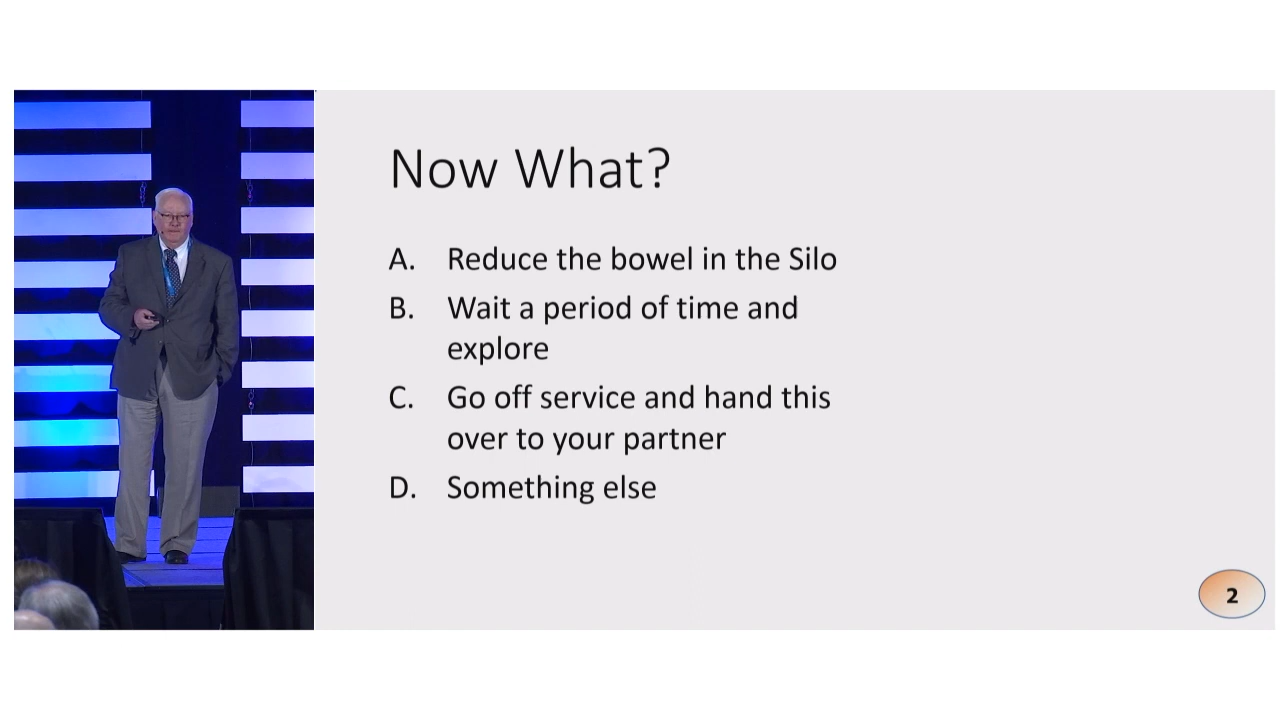 Now What?
A. Reduce the bowel in the Silo
B. Wait a period of time and
explore
C. Go off service and hand this
over to your partner
D. Something else
2